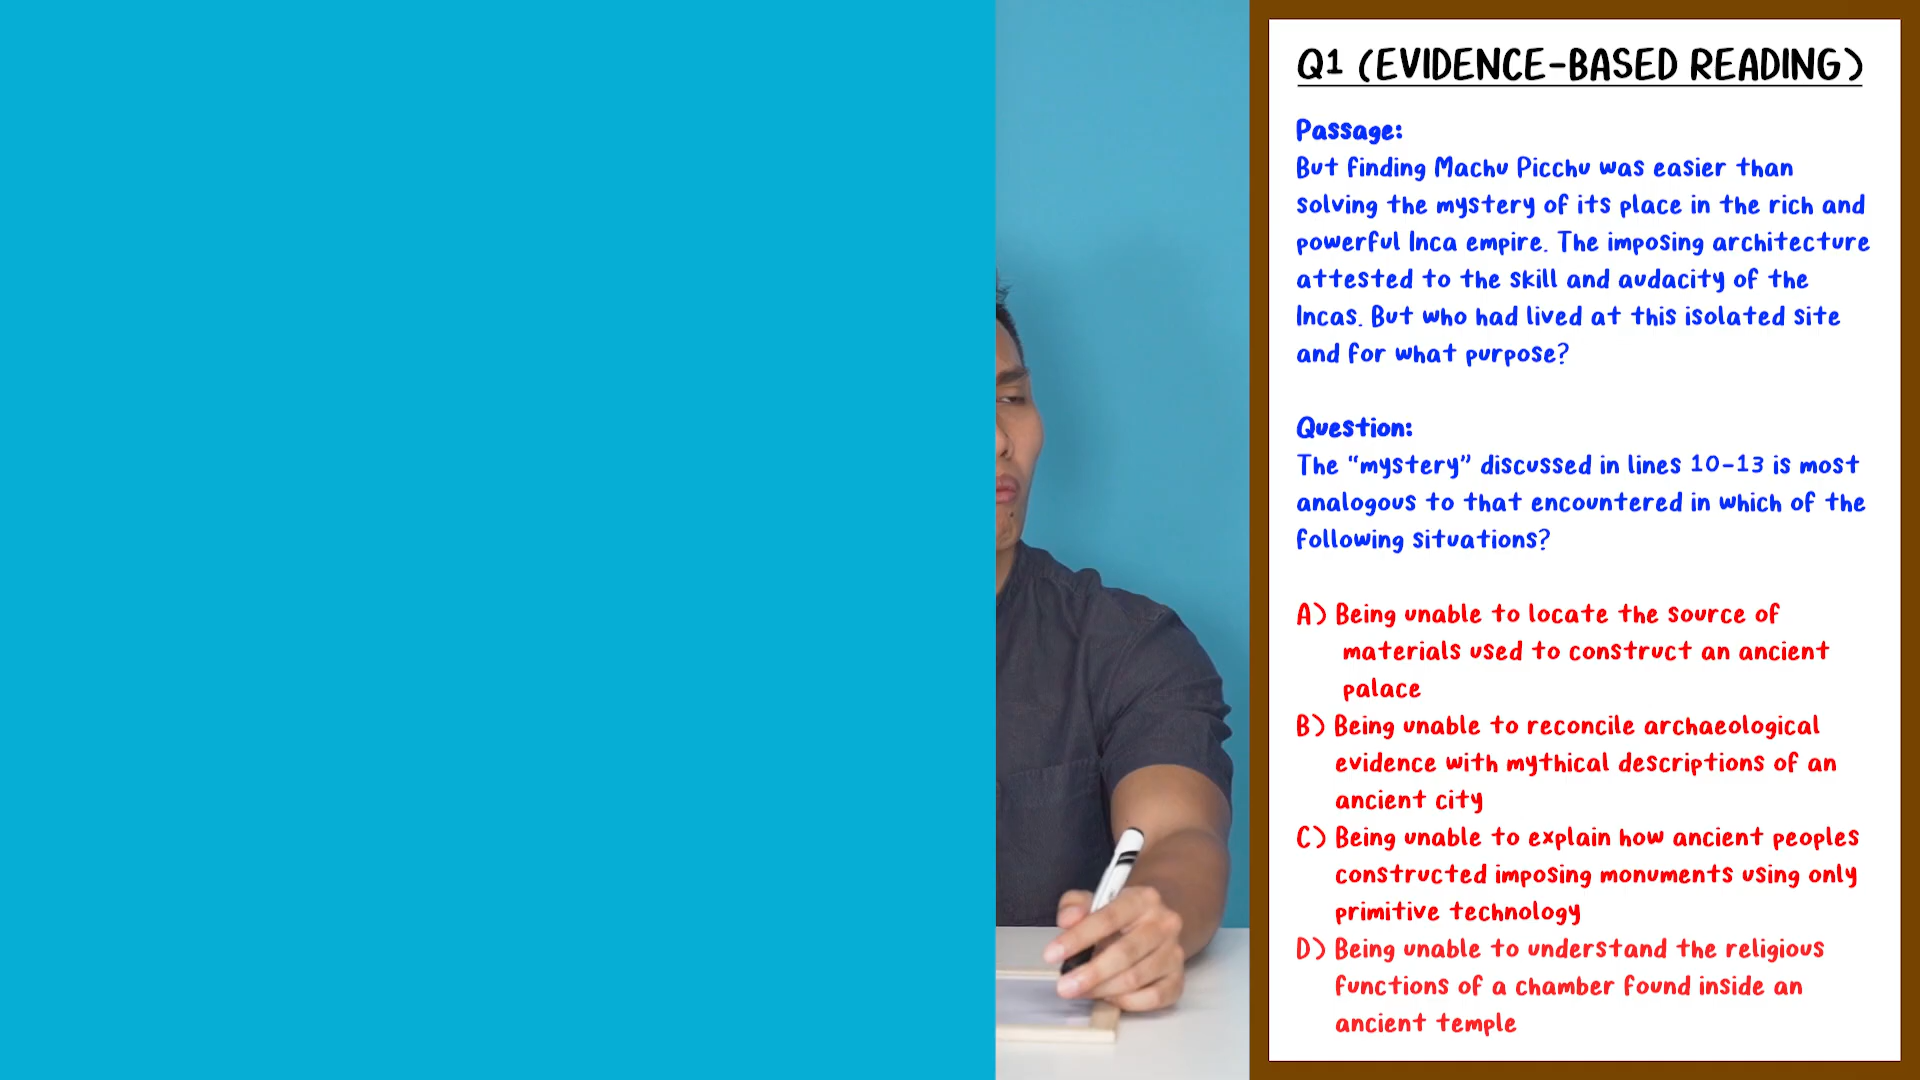 Q1 (EVIDENCE-BASED READING)
Passage:
But finding Machu Picchu was easier than
solving the mystery of its place in the rich and
powerful Inca empire. The imposing architecture
attested to the skill and audacity of the
Incas. But who had lived at this isolated site
and for what purpose?
Question:
The “mystery” discussed in lines 10-13 is most
analogous to that encountered in which of the
following situations?
A) Being unable to locate the source of
materials used to construct an ancient
palace
B) Being unable to reconcile archaeological
evidence with mythical descriptions of an
ancient city
C) Being unable to explain how ancient peoples
constructed imposing monuments using only
primitive technology
D) Being unable to understand the religious
functions of a chamber found inside an
ancient temple